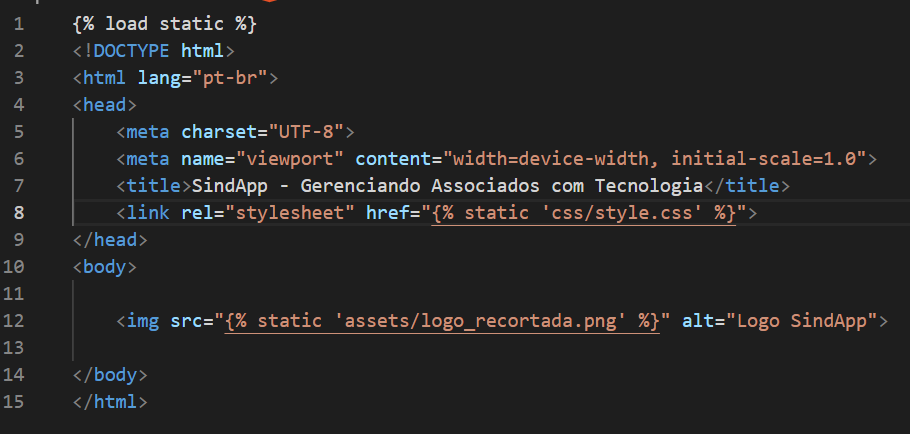 1 {% load static %}
2 <!DOCTYPE html>
3 <html lang="pt-br">
4 <head>
5     <meta charset="UTF-8">
6     <meta name="viewport" content="width=device-width, initial-scale=1.0">
7     <title>SindApp - Gerenciando Associados com Tecnologia</title>
8     <link rel="stylesheet" href="{% static 'css/style.css' %}">
9 </head>
10 <body>
11
12     <img src="{% static 'assets/logo_recortada.png' %}" alt="Logo SindApp">
13
14 </body>
15 </html>